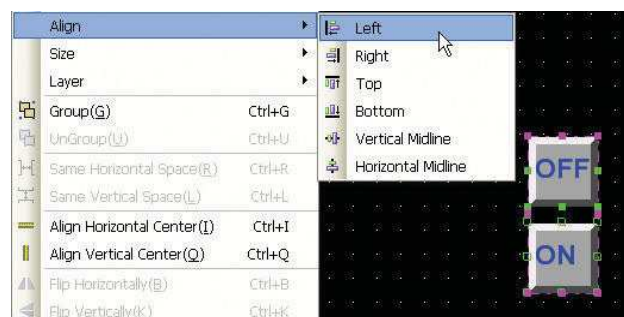 Align
Size
Layer
Group(G) Ctrl+G
UnGroup(U) Ctrl+U
Same Horizontal Space(R) Ctrl+R
Same Vertical Space(L) Ctrl+L
Align Horizontal Center(I) Ctrl+I
Align Vertical Center(Q) Ctrl+Q
Flip Horizontally(B) Ctrl+B
Flip Vertically(K) Ctrl+K
Left
Right
Top
Bottom
Vertical Midline
Horizontal Midline
OFF
ON